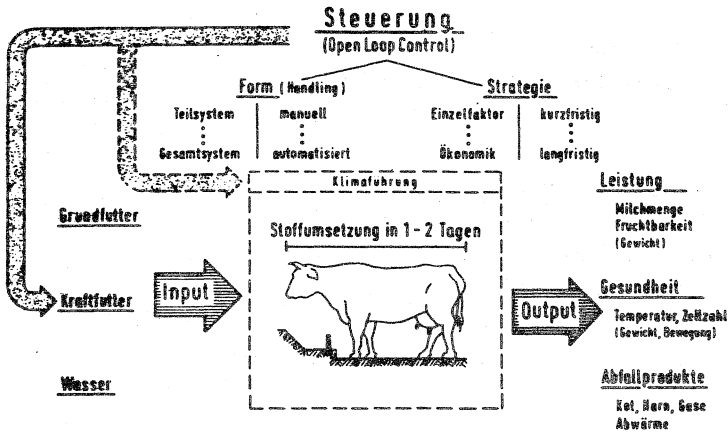 Steuerung
(Open Loop Control)
Form (Handling)
Strategie
Teilsystem
manuell
Einzelfaktor
kurzfristig
Gesamtsystem
automatisiert
Ökonomik
langfristig
Klimaführung
Leistung
Milchmenge
Fruchtbarkeit
(Gewicht)
Grundfutter
Stoffumsetzung in 1-2 Tagen
Kraftfutter
Input
Output
Gesundheit
Temperatur, Zellzahl
(Gewicht, Bewegung)
Wasser
Abfallprodukte
Kot, Harn, Gase
Abwärme